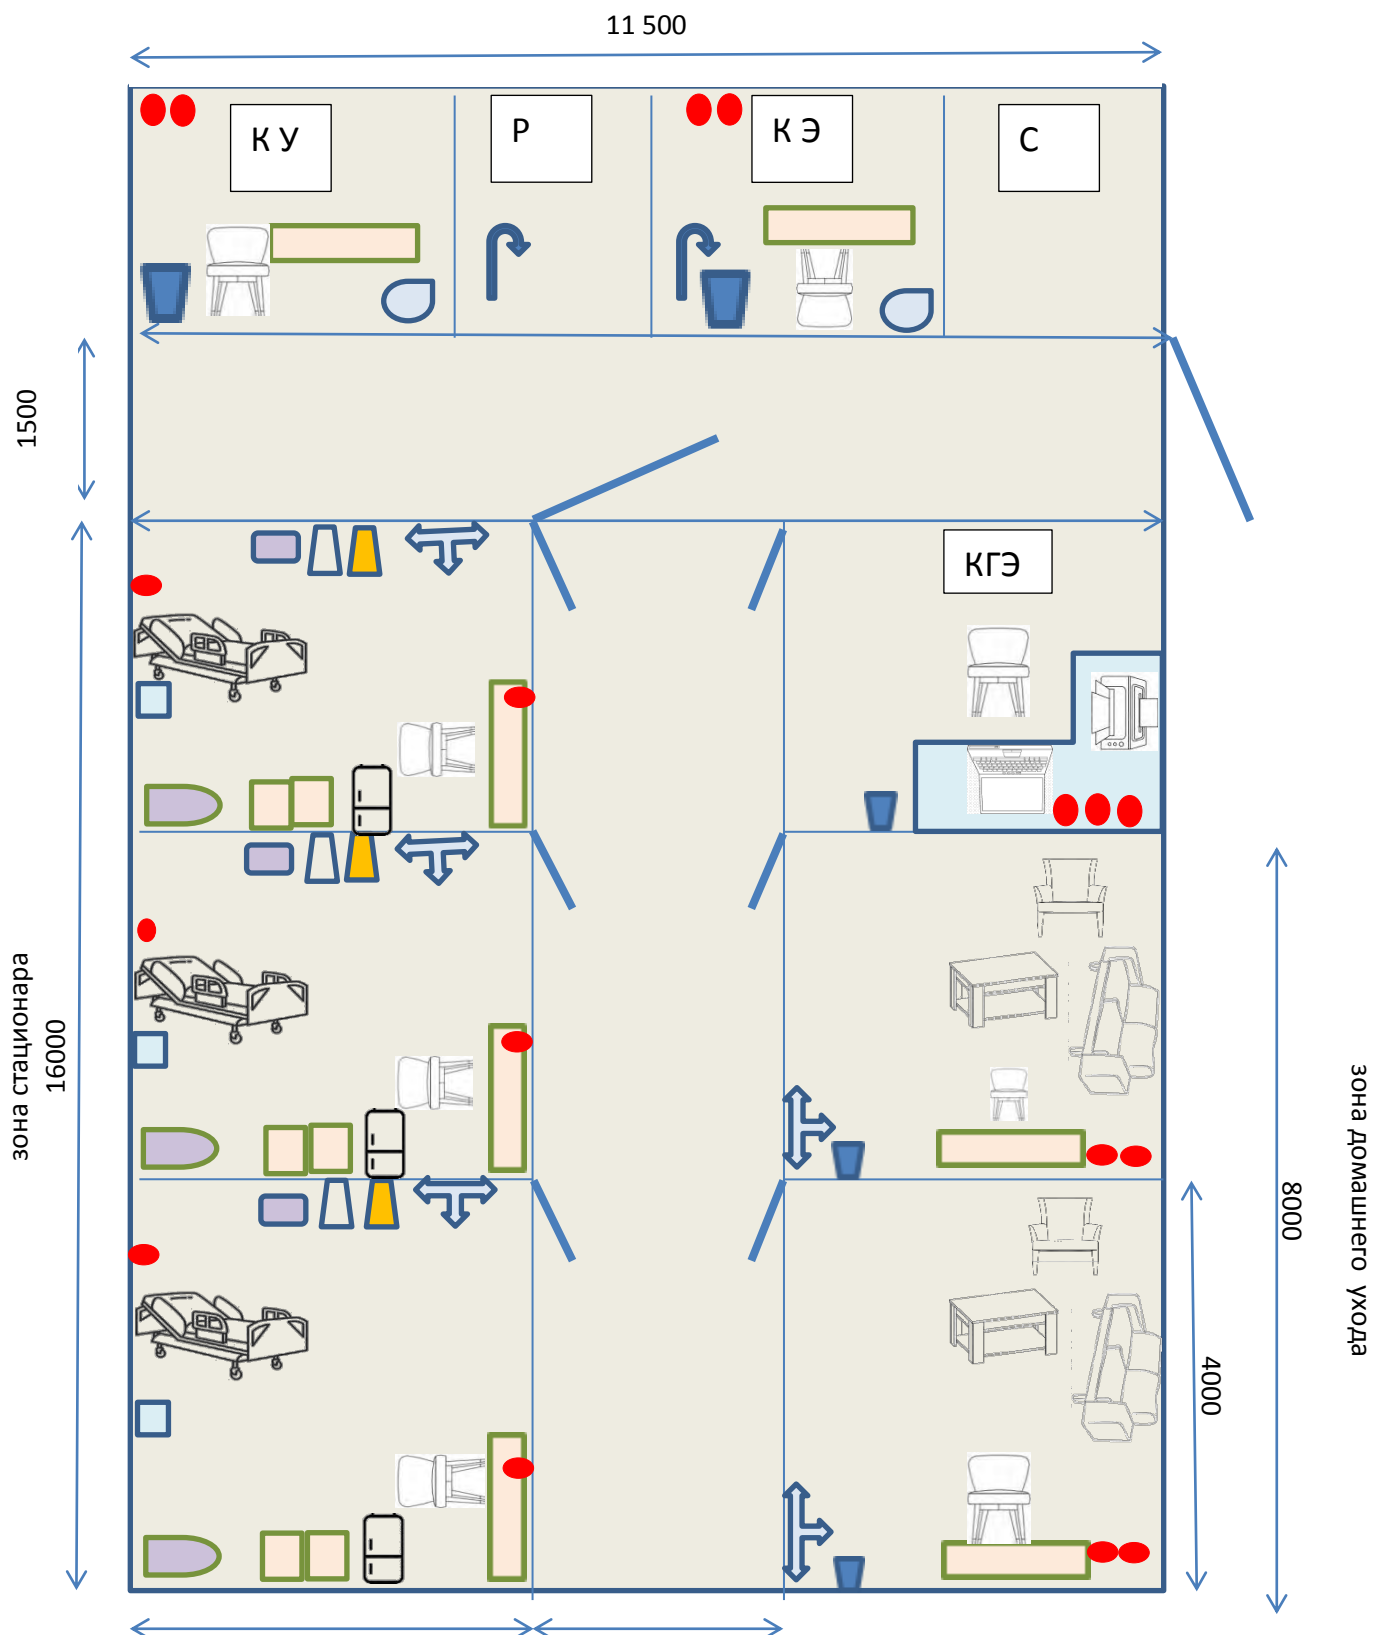 11 500
К У
Р
К Э
С
1500
КГЭ
зона стационара
16000
8000
зона домашнего ухода
4000